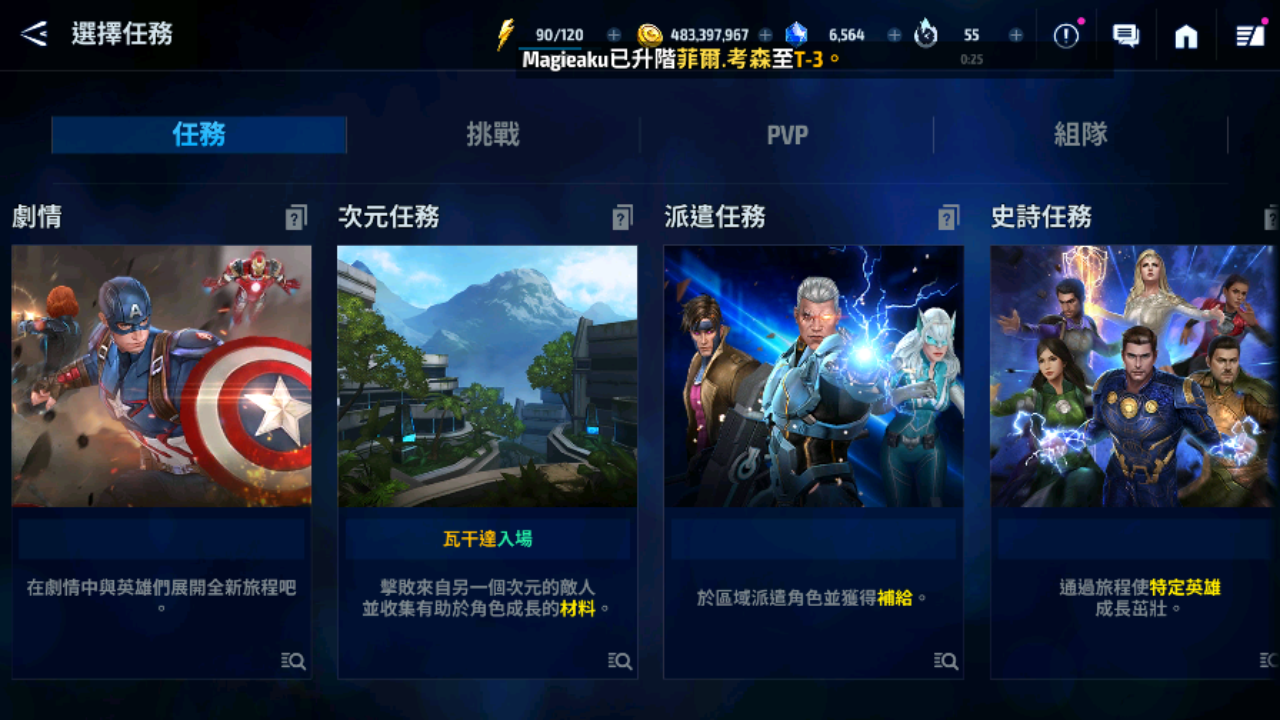 選擇任務
90/120
483,397,967
6,564
55
Magieaku已升階菲爾.考森至T-3。
0:25
任務
挑戰
PVP
組隊
劇情
次元任務
派遣任務
史詩任務
瓦干達入場
在劇情中與英雄們展開全新旅程吧
。
擊敗來自另一個次元的敵人
並收集有助於角色成長的材料。
於區域派遣角色並獲得補給。
通過旅程使特定英雄
成長茁壯。